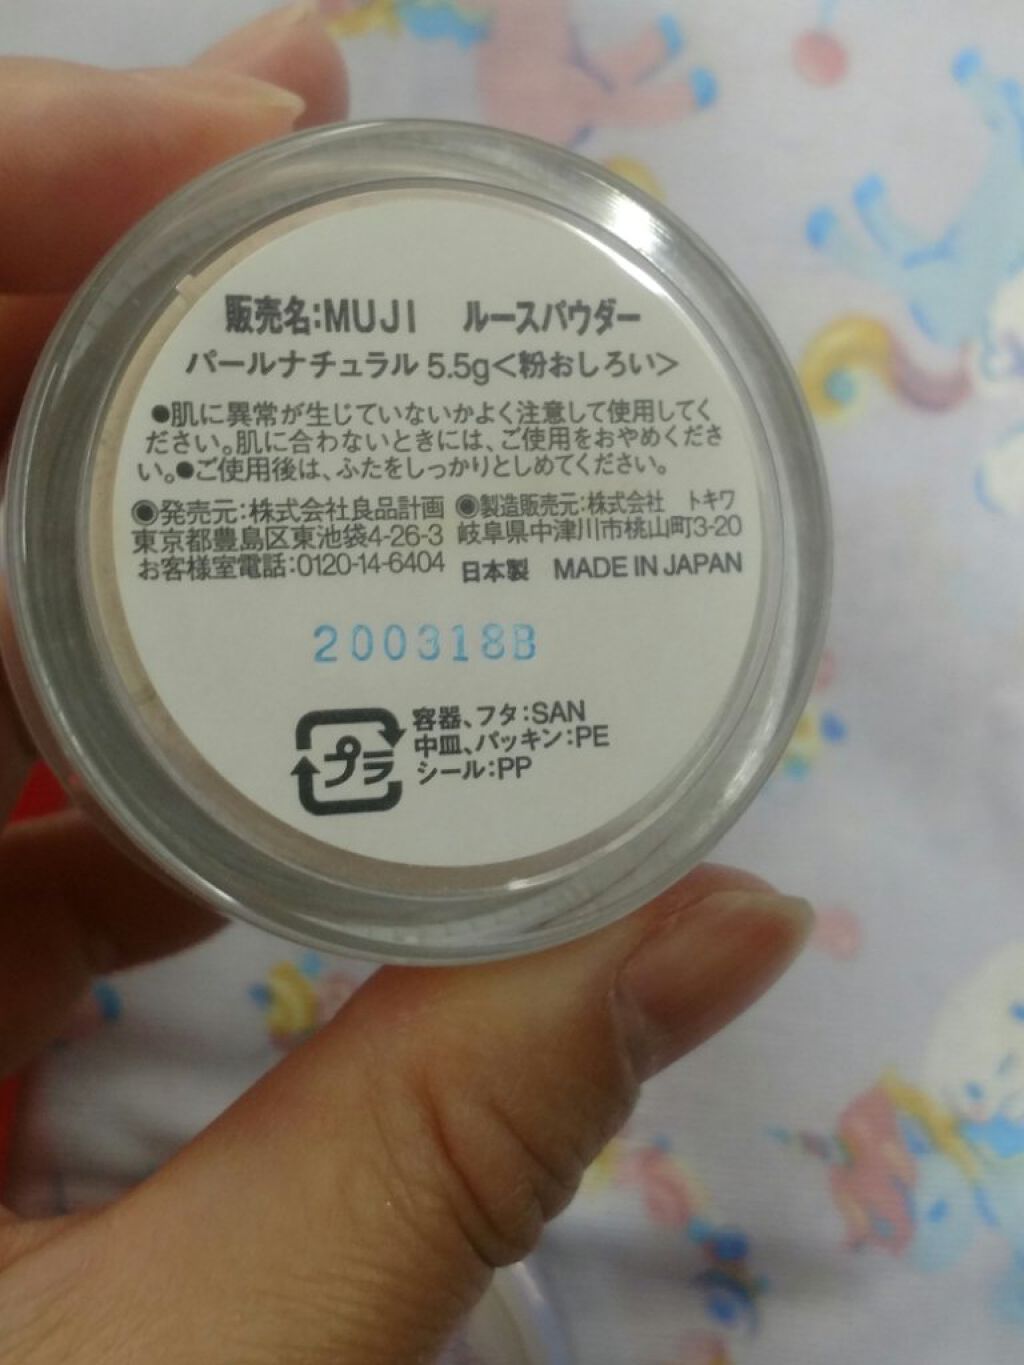 販売名:MUJI ルースパウダー
パールナチュラル 5.5g<粉おしろい>
●肌に異常が生じていないかよく注意して使用してく
ださい。肌に合わないときには、ご使用をおやめくださ
い。●ご使用後は、ふたをしっかりとしめてください。
◉発売元:株式会社良品計画
東京都豊島区東池袋4-26-3
お客様室電話:0120-14-6404
◉製造販売元:株式会社 トキワ
岐阜県中津川市桃山町3-20
日本製 MADE IN JAPAN
200318B
プラ
容器、フタ:SAN
中皿、パッキン:PE
シール:PP